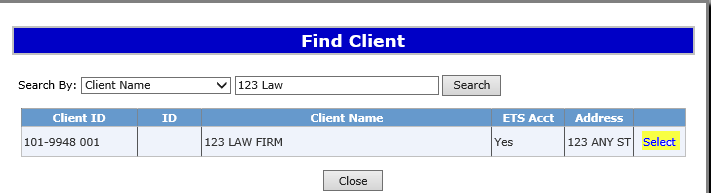 Find Client
Search By: Client Name 123 Law Search
Client ID ID Client Name ETS Acct Address
101-9948 001 123 LAW FIRM Yes 123 ANY ST Select
Close